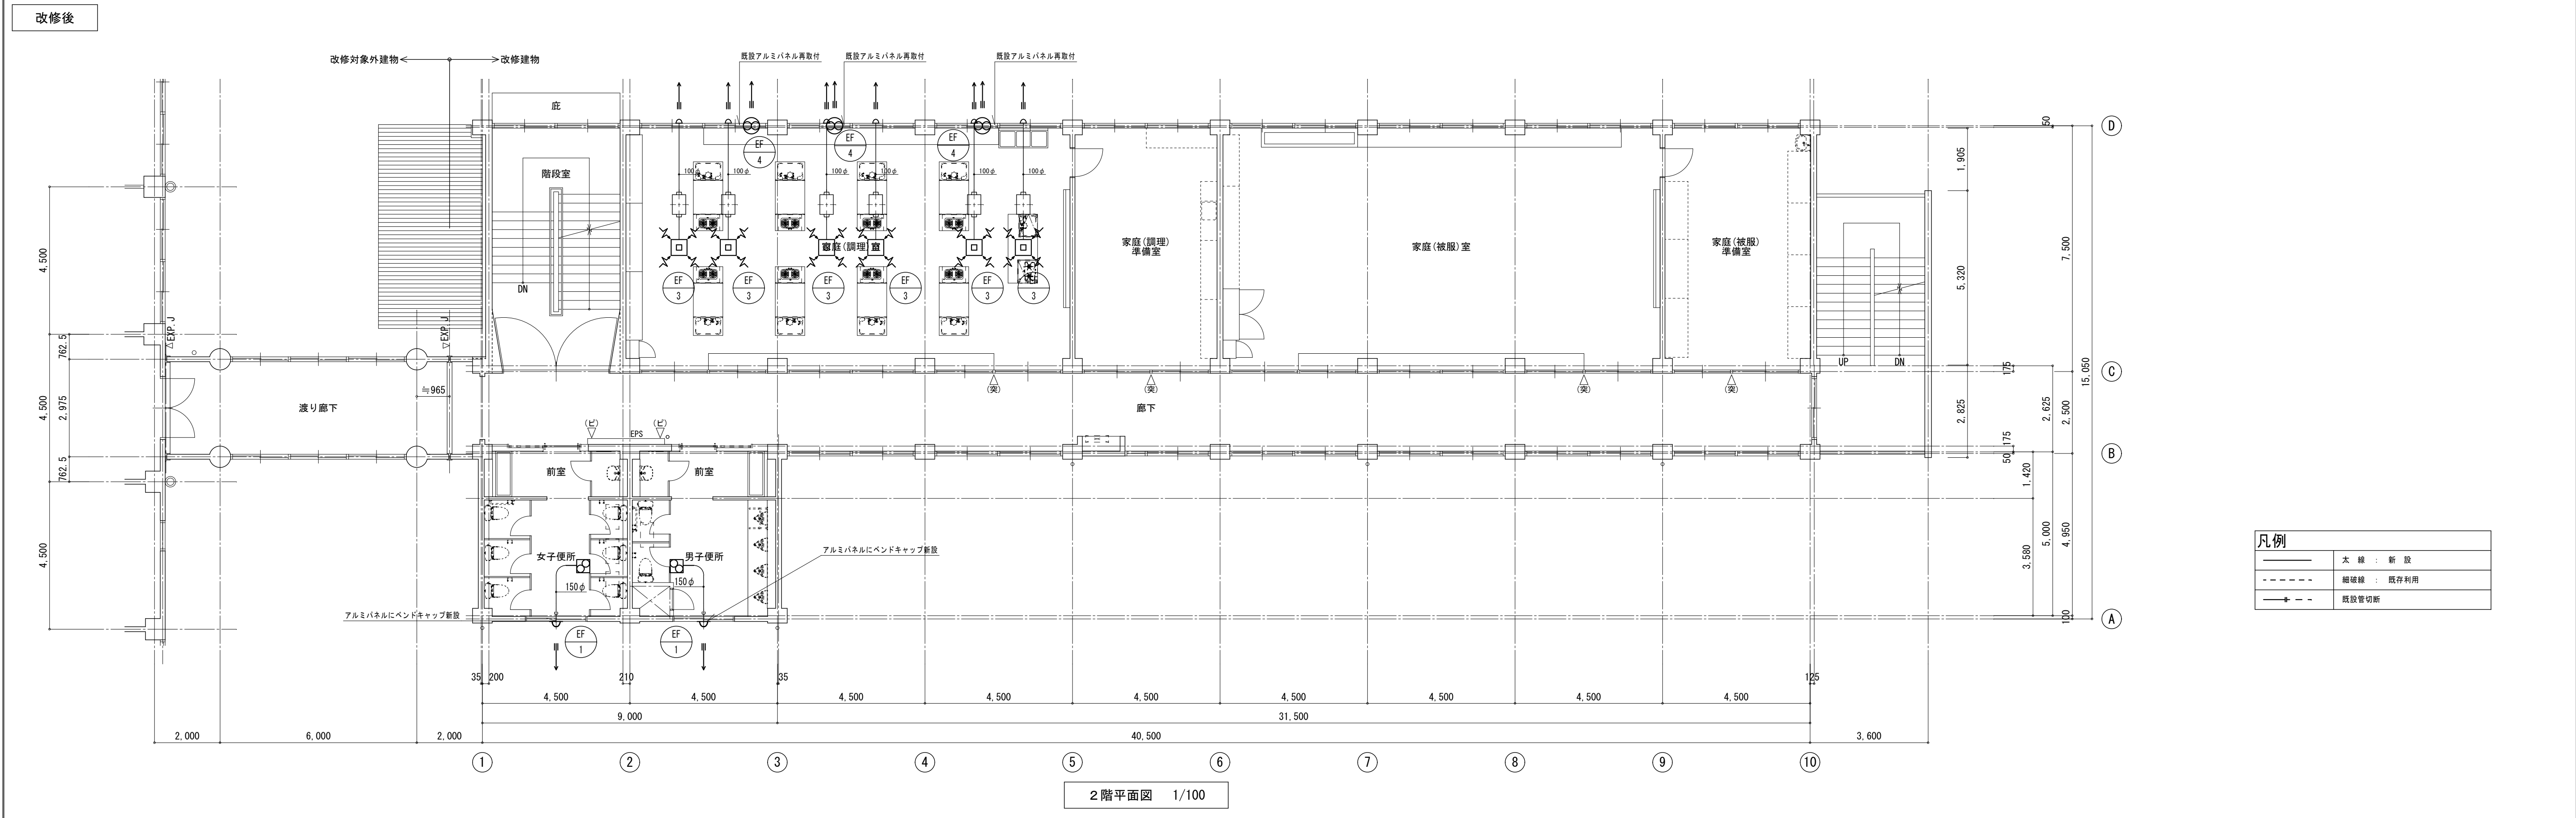 改修後
改修対象外建物
改修建物
既設アルミパネル再取付
既設アルミパネル再取付
既設アルミパネル再取付
庇
階段室
DN
EF
4
EF
4
EF
4
100φ
100φ
100φ
100φ
100φ
100φ
家庭(調理)室
EF
3
EF
3
EF
3
EF
3
EF
3
EF
3
家庭(調理)
準備室
家庭(被服)室
家庭(被服)
準備室
UP
DN
EXP.J
EXP.J
≒965
渡り廊下
廊下
(突)
(突)
(突)
(突)
(ピ)
(ピ)
EPS
前室
前室
女子便所
男子便所
150φ
150φ
アルミパネルにベンドキャップ新設
アルミパネルにベンドキャップ新設
EF
1
EF
1
4,500
4,500
4,500
762.5
2,975
762.5
50
1,905
5,320
2,825
7,500
175
2,625
2,500
15,050
175
50
1,420
3,580
5,000
4,950
100
D
C
B
A
35
200
210
35
125
4,500
4,500
4,500
4,500
4,500
4,500
4,500
4,500
4,500
9,000
31,500
2,000
6,000
2,000
40,500
3,600
1
2
3
4
5
6
7
8
9
10
2階平面図 1/100
凡例
太 線 : 新 設
細破線 : 既存利用
既設管切断